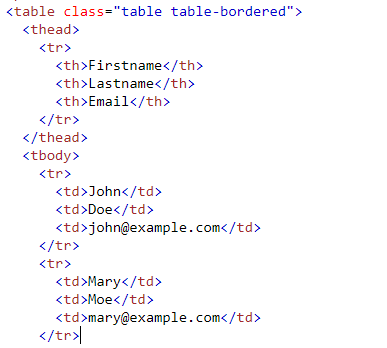 <table class="table table-bordered">
<thead>
<tr>
<th>Firstname</th>
<th>Lastname</th>
<th>Email</th>
</tr>
</thead>
<tbody>
<tr>
<td>John</td>
<td>Doe</td>
<td>john@example.com</td>
</tr>
<tr>
<td>Mary</td>
<td>Moe</td>
<td>mary@example.com</td>
</tr>